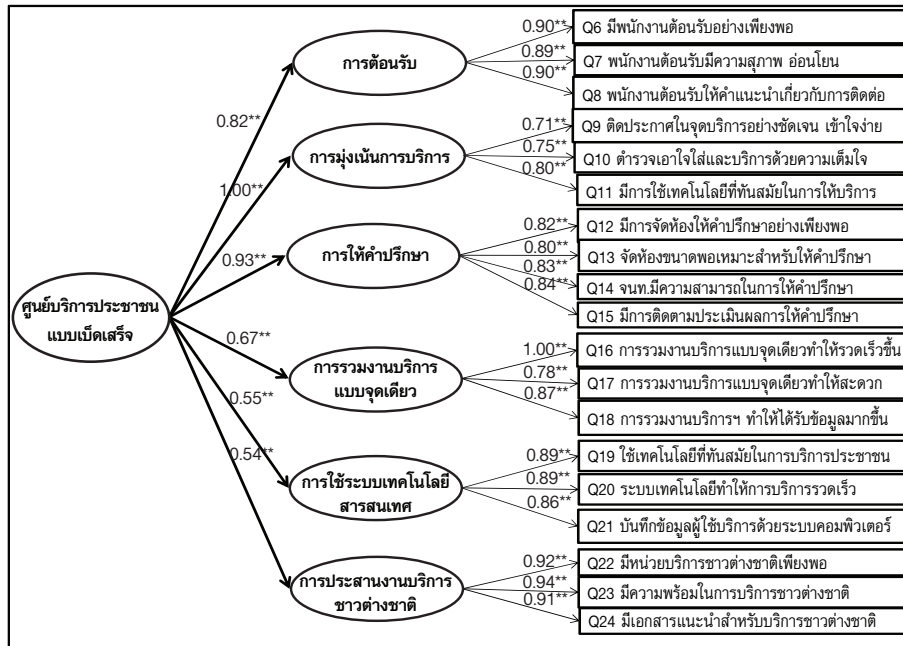 ศูนย์บริการประชาชน
แบบเบ็ดเสร็จ
0.82**
1.00**
0.93**
0.67**
0.55**
0.54**
การต้อนรับ
0.90**
0.89**
0.90**
Q6 มีพนักงานต้อนรับอย่างเพียงพอ
Q7 พนักงานต้อนรับมีความสุภาพ อ่อนโยน
Q8 พนักงานต้อนรับให้คำแนะนำเกี่ยวกับการติดต่อ
การมุ่งเน้นการบริการ
0.71**
0.75**
0.80**
Q9 ติดประกาศในจุดบริการอย่างชัดเจน เข้าใจง่าย
Q10 ตำรวจเอาใจใส่และบริการด้วยความเต็มใจ
Q11 มีการใช้เทคโนโลยีที่ทันสมัยในการให้บริการ
การให้คำปรึกษา
0.82**
0.80**
0.83**
0.84**
Q12 มีการจัดห้องให้คำปรึกษาอย่างเพียงพอ
Q13 จัดห้องขนาดพอเหมาะสำหรับให้คำปรึกษา
Q14 จนท.มีความสามารถในการให้คำปรึกษา
Q15 มีการติดตามประเมินผลการให้คำปรึกษา
การรวมงานบริการ
แบบจุดเดียว
1.00**
0.78**
0.87**
Q16 การรวมงานบริการแบบจุดเดียวทำให้รวดเร็วขึ้น
Q17 การรวมงานบริการแบบจุดเดียวทำให้สะดวก
Q18 การรวมงานบริการฯ ทำให้ได้รับข้อมูลมากขึ้น
การใช้ระบบเทคโนโลยี
สารสนเทศ
0.89**
0.89**
0.86**
Q19 ใช้เทคโนโลยีที่ทันสมัยในการบริการประชาชน
Q20 ระบบเทคโนโลยีทำให้การบริการรวดเร็ว
Q21 บันทึกข้อมูลผู้ใช้บริการด้วยระบบคอมพิวเตอร์
การประสานงานบริการ
ชาวต่างชาติ
0.92**
0.94**
0.91**
Q22 มีหน่วยบริการชาวต่างชาติเพียงพอ
Q23 มีความพร้อมในการบริการชาวต่างชาติ
Q24 มีเอกสารแนะนำสำหรับบริการชาวต่างชาติ